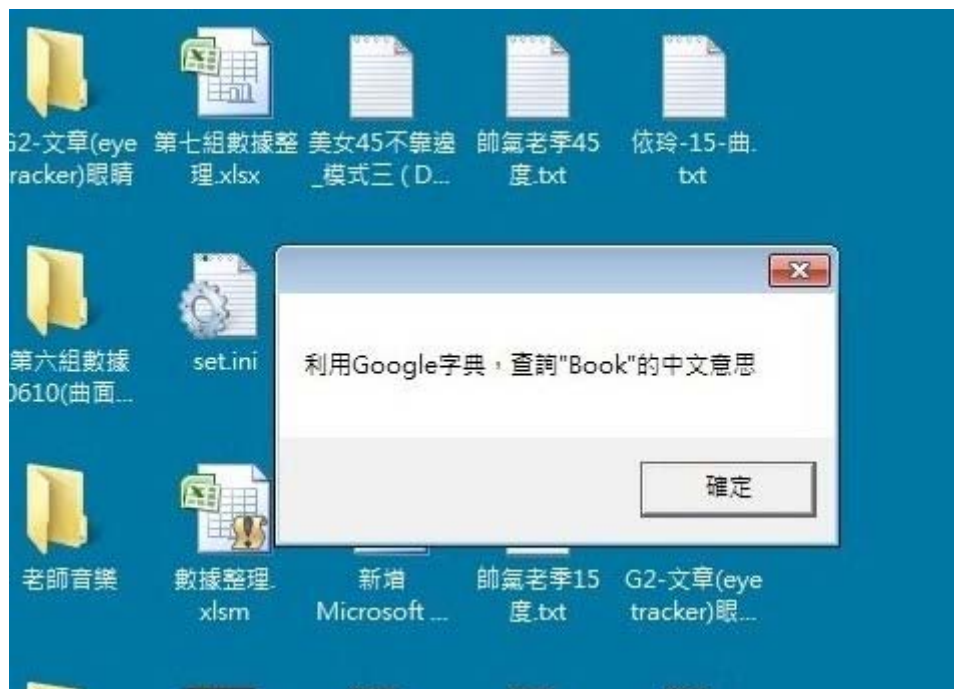 G2-文章(eye
racker)眼睛
第七組數據整
理.xlsx
美女45不靠邊
_模式三 ( D...
帥氣老季45
度.txt
依玲-15-曲.
txt
第六組數據
0610(曲面...
set.ini
利用Google字典，查詢"Book"的中文意思
確定
老師音樂
數據整理.
xlsm
新增
Microsoft ...
帥氣老季15
度.txt
G2-文章(eye
tracker)眼...